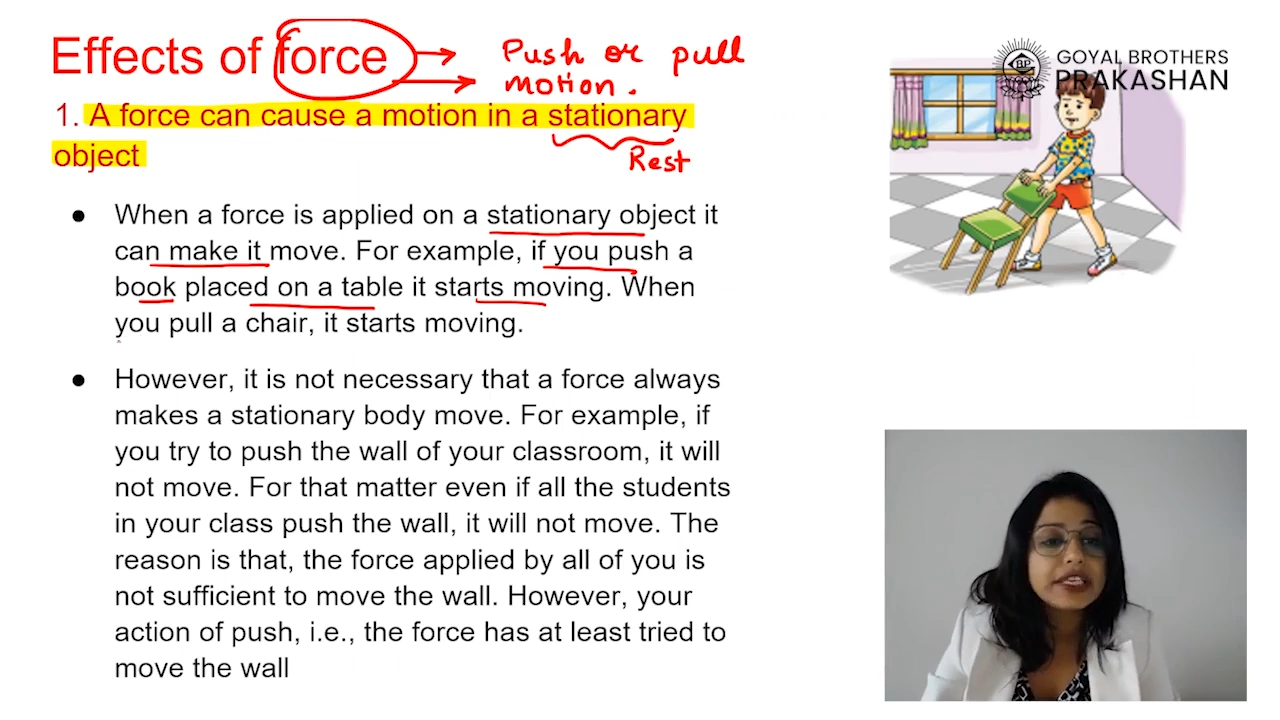 Effects of force
Push or pull
motion.
1. A force can cause a motion in a stationary
object
Rest
● When a force is applied on a stationary object it
can make it move. For example, if you push a
book placed on a table it starts moving. When
you pull a chair, it starts moving.
● However, it is not necessary that a force always
makes a stationary body move. For example, if
you try to push the wall of your classroom, it will
not move. For that matter even if all the students
in your class push the wall, it will not move. The
reason is that, the force applied by all of you is
not sufficient to move the wall. However, your
action of push, i.e., the force has at least tried to
move the wall
GBP
GOYAL BROTHERS
PRAKASHAN